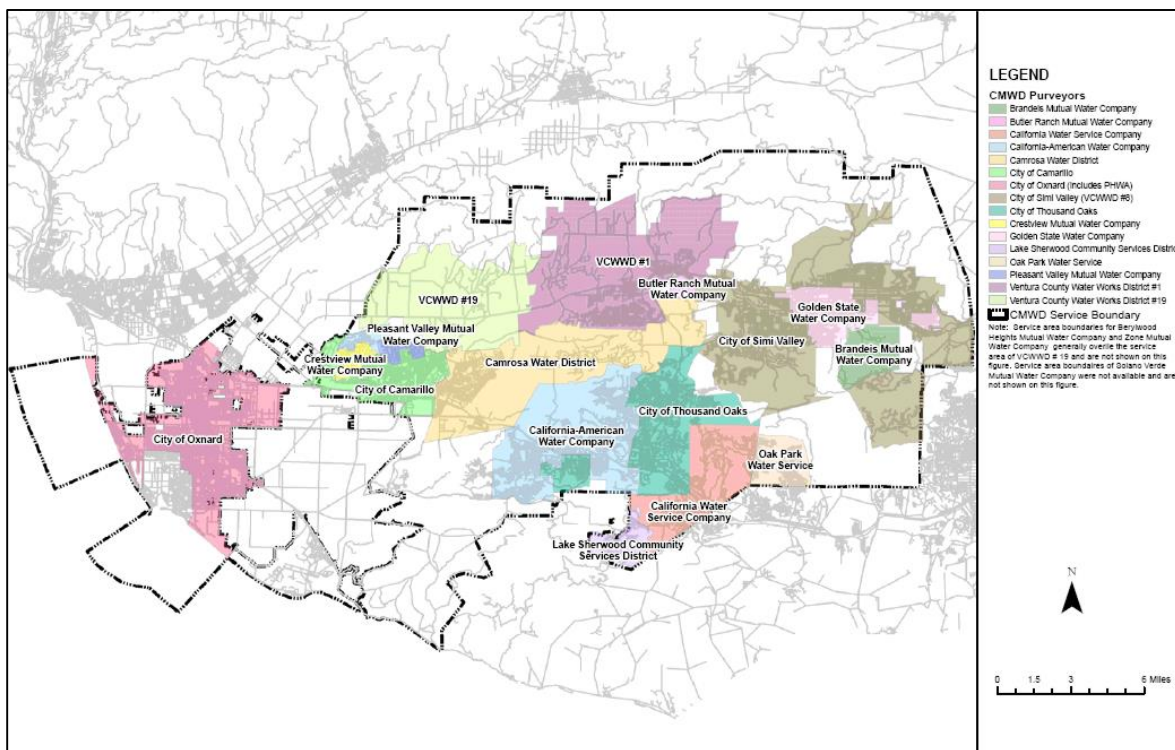 LEGEND
CMWD Purveyors
Brandeis Mutual Water Company
Butler Ranch Mutual Water Company
California Water Service Company
California-American Water Company
Camrosa Water District
City of Camarillo
City of Oxnard (includes PHWA)
City of Simi Valley (VCWWD #8)
City of Thousand Oaks
Crestview Mutual Water Company
Golden State Water Company
Lake Sherwood Community Services District
Oak Park Water Service
Pleasant Valley Mutual Water Company
Ventura County Water Works District #1
Ventura County Water Works District #19
CMWD Service Boundary
Note: Service area boundaries for Berylwood
Heights Mutual Water Company and Zone Mutual
Water Company generally overlie the service
area of VCWWD # 19 and are not shown on this
figure. Service area boundaires of Solano Verde
Mutual Water Company were not available and are
not shown on this figure.
VCWWD #1
Butler Ranch Mutual
Water Company
VCWWD #19
Golden State
Water Company
Pleasant Valley Mutual
Water Company
City of Simi Valley
Brandeis Mutual
Water Company
Crestview Mutual
Water Company
Camrosa Water District
City of Camarillo
City of Thousand Oaks
California-American
Water Company
City of Oxnard
Oak Park
Water Service
California Water
Service Company
Lake Sherwood Community
Services District
N
0 1.5 3 6 Miles